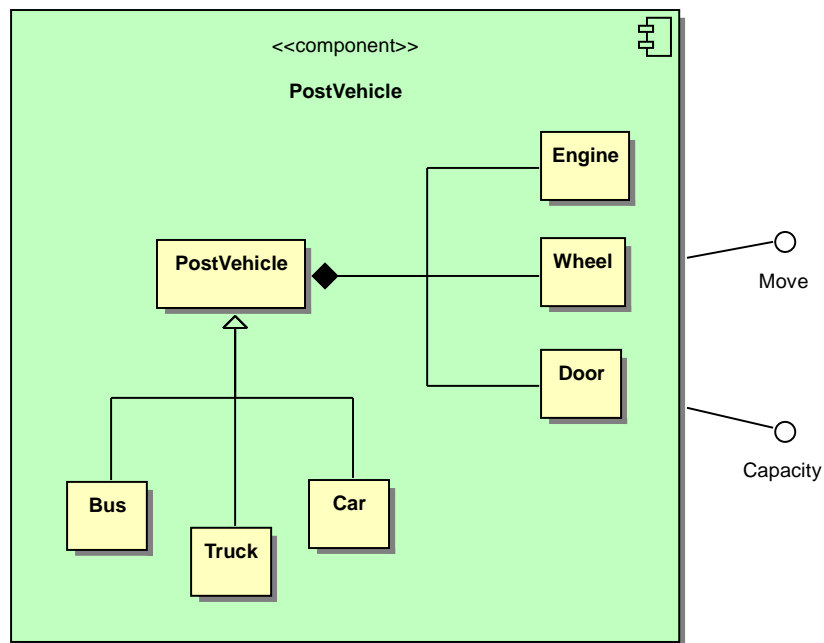 <<component>>
PostVehicle
Engine
PostVehicle
Wheel
Move
Door
Capacity
Bus
Car
Truck